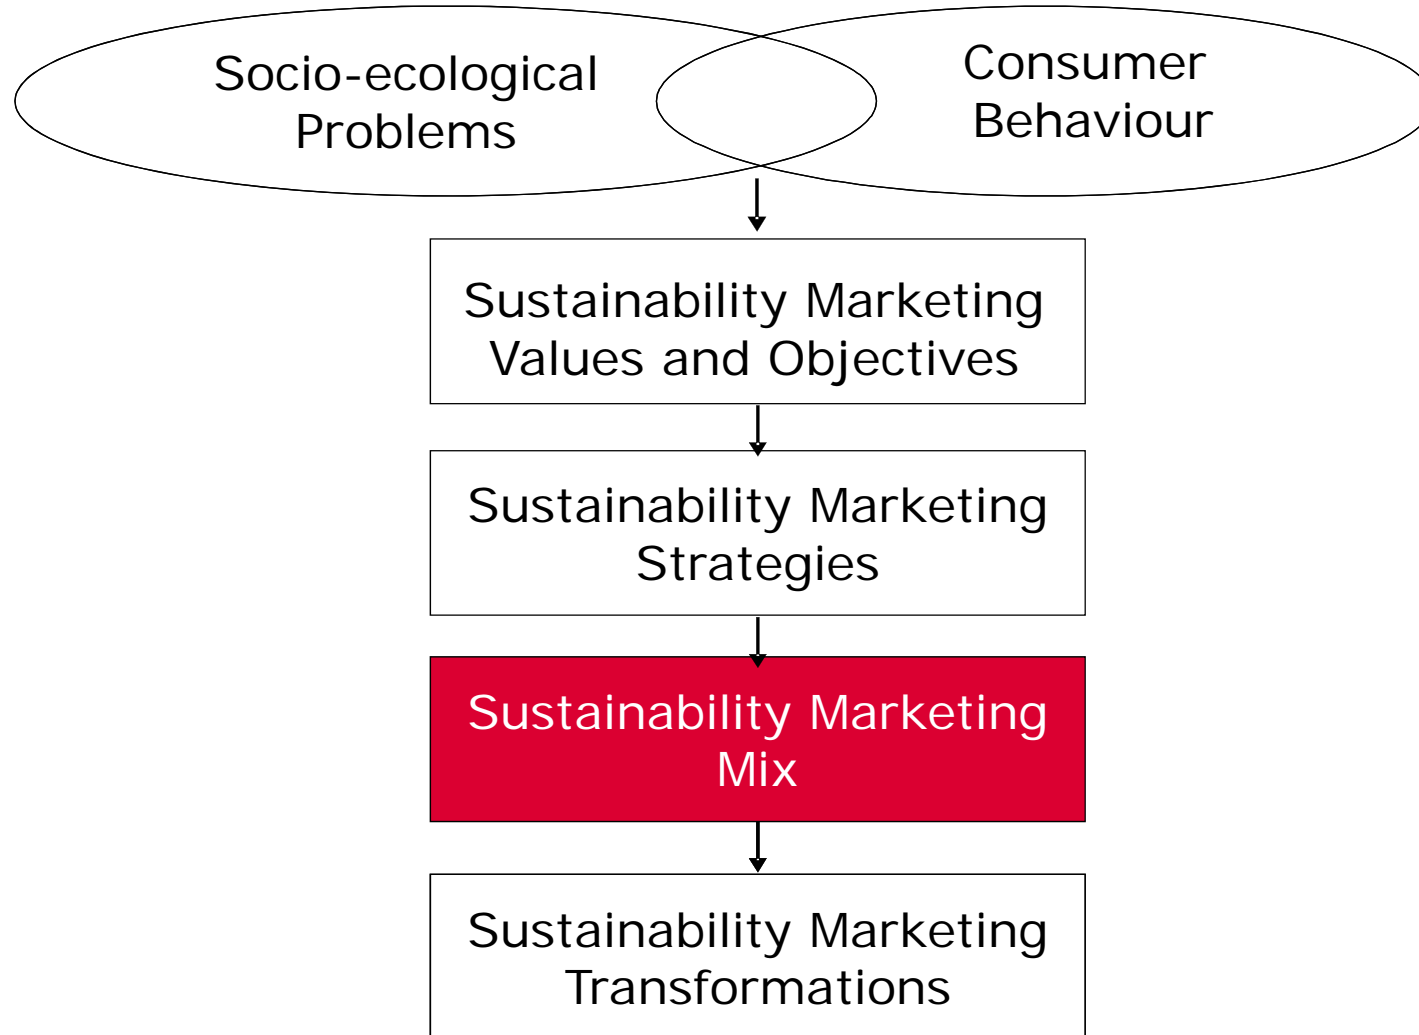 Socio-ecological
Problems
Consumer
Behaviour
Sustainability Marketing
Values and Objectives
Sustainability Marketing
Strategies
Sustainability Marketing
Mix
Sustainability Marketing
Transformations